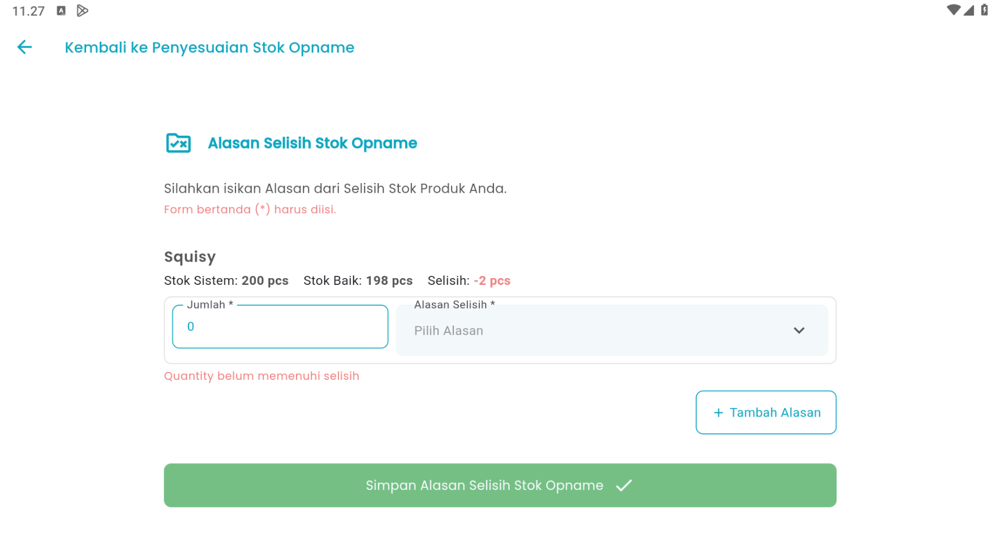 11.27
Kembali ke Penyesuaian Stok Opname
Alasan Selisih Stok Opname
Silahkan isikan Alasan dari Selisih Stok Produk Anda.
Form bertanda (*) harus diisi.
Squisy
Stok Sistem: 200 pcs Stok Baik: 198 pcs Selisih: -2 pcs
Jumlah * Alasan Selisih *
0 Pilih Alasan
Quantity belum memenuhi selisih
+ Tambah Alasan
Simpan Alasan Selisih Stok Opname